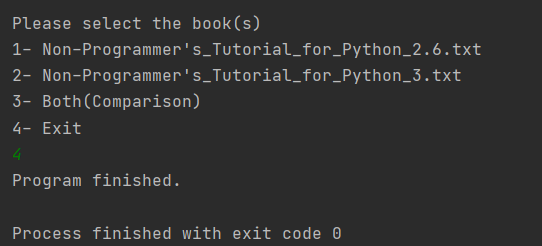 Please select the book(s)
1- Non-Programmer's_Tutorial_for_Python_2.6.txt
2- Non-Programmer's_Tutorial_for_Python_3.txt
3- Both(Comparison)
4- Exit
4
Program finished.
Process finished with exit code 0